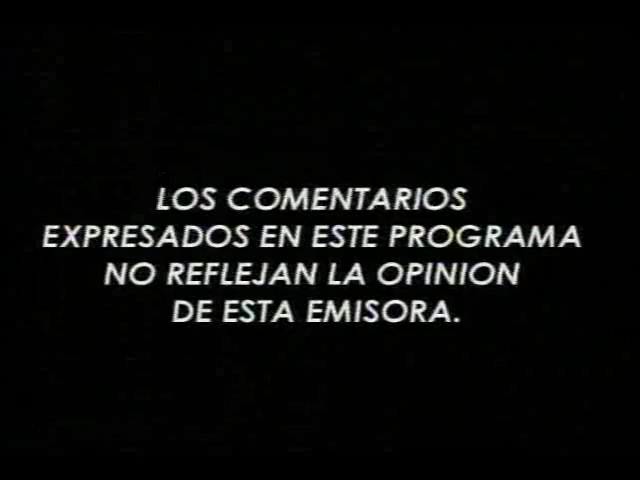 LOS COMENTARIOS
EXPRESADOS EN ESTE PROGRAMA
NO REFLEJAN LA OPINION
DE ESTA EMISORA.